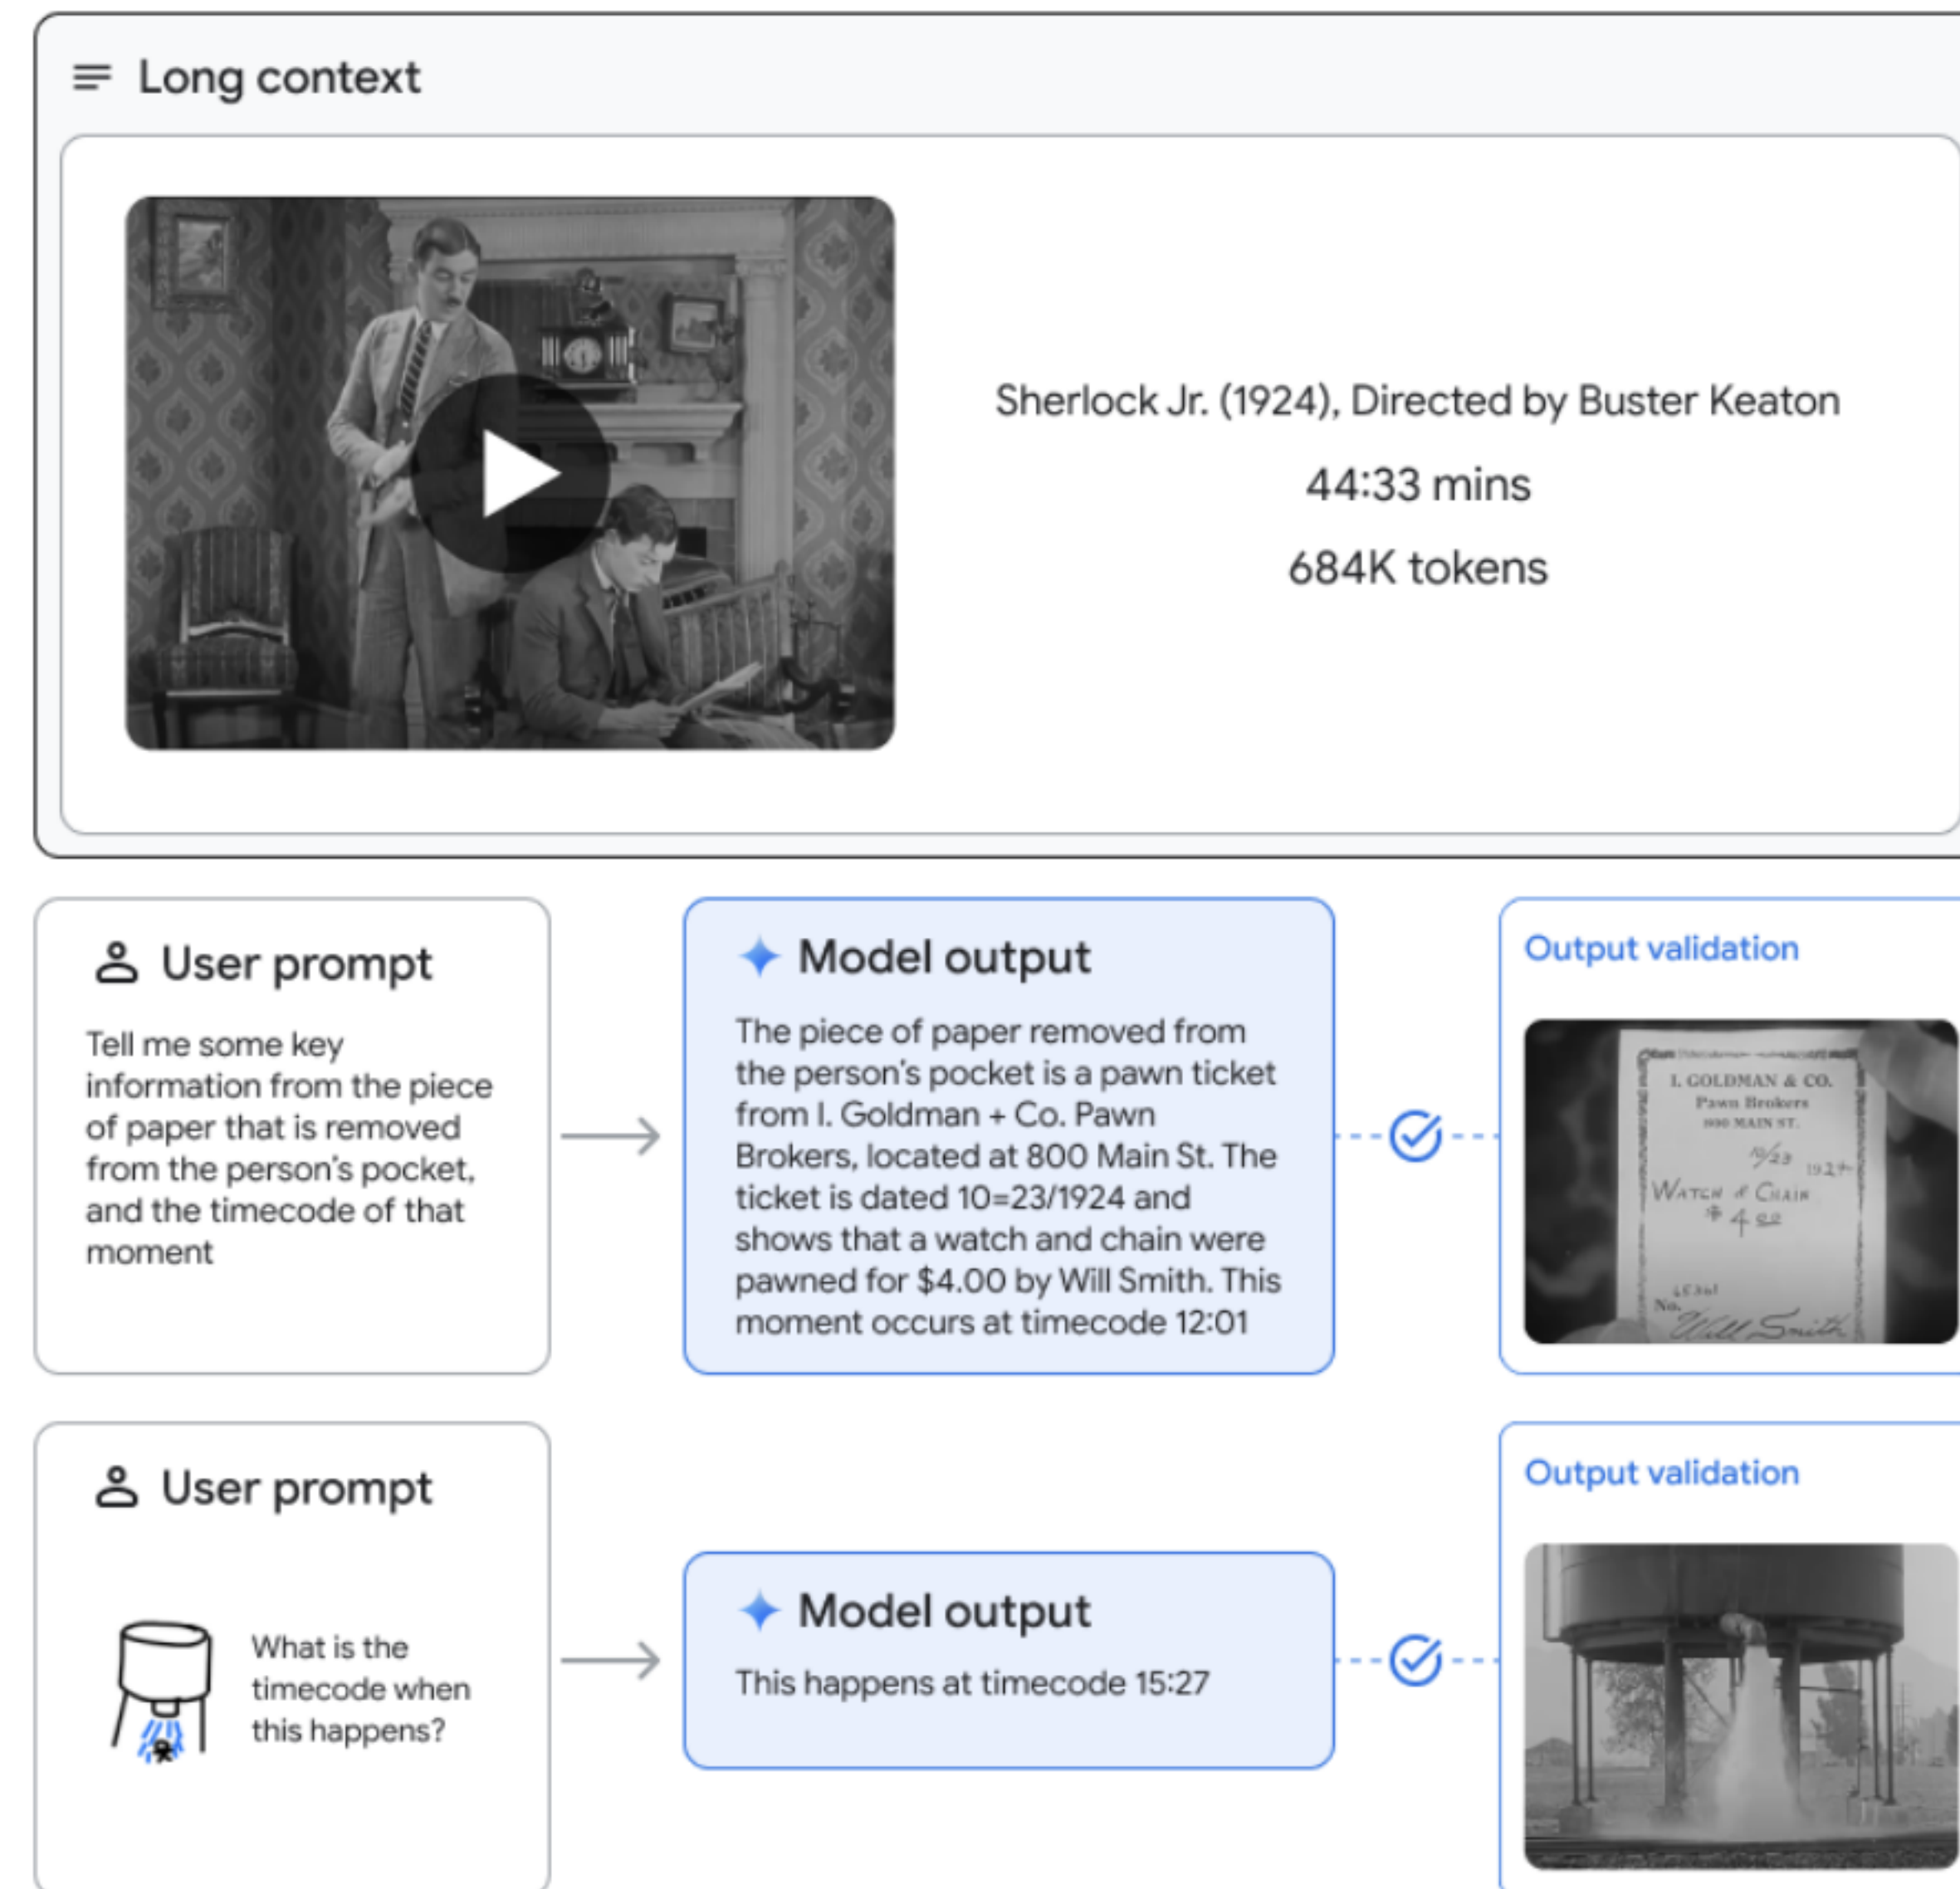 Long context
Sherlock Jr. (1924), Directed by Buster Keaton
44:33 mins
684K tokens
User prompt
Tell me some key
information from the piece
of paper that is removed
from the person's pocket,
and the timecode of that
moment
Model output
The piece of paper removed from
the person's pocket is a pawn ticket
from I. Goldman + Co. Pawn
Brokers, located at 800 Main St. The
ticket is dated 10=23/1924 and
shows that a watch and chain were
pawned for $4.00 by Will Smith. This
moment occurs at timecode 12:01
Output validation
I. GOLDMAN & CO.
Pawn Brokers
MAIN ST.
10/23 1924
WATCH & CHAIN
$ 4 00
No.
Will Smith
User prompt
What is the
timecode when
this happens?
Model output
This happens at timecode 15:27
Output validation